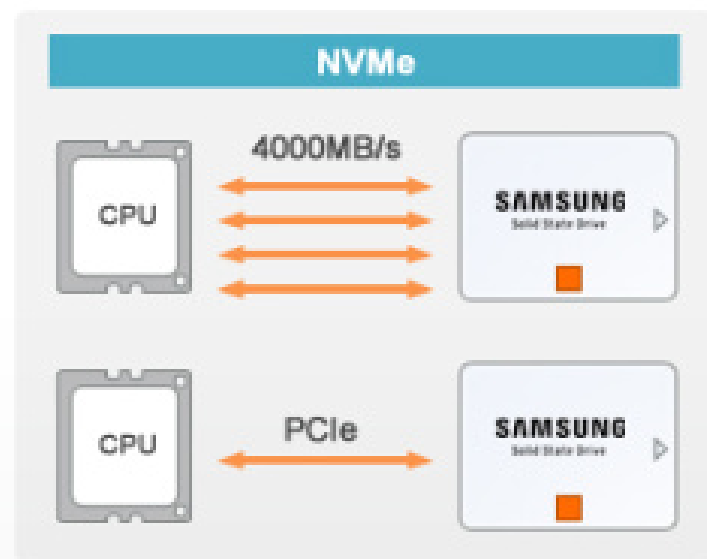 NVMe
4000MB/s
CPU
SAMSUNG
Solid State Drive
PCIe
CPU
SAMSUNG
Solid State Drive